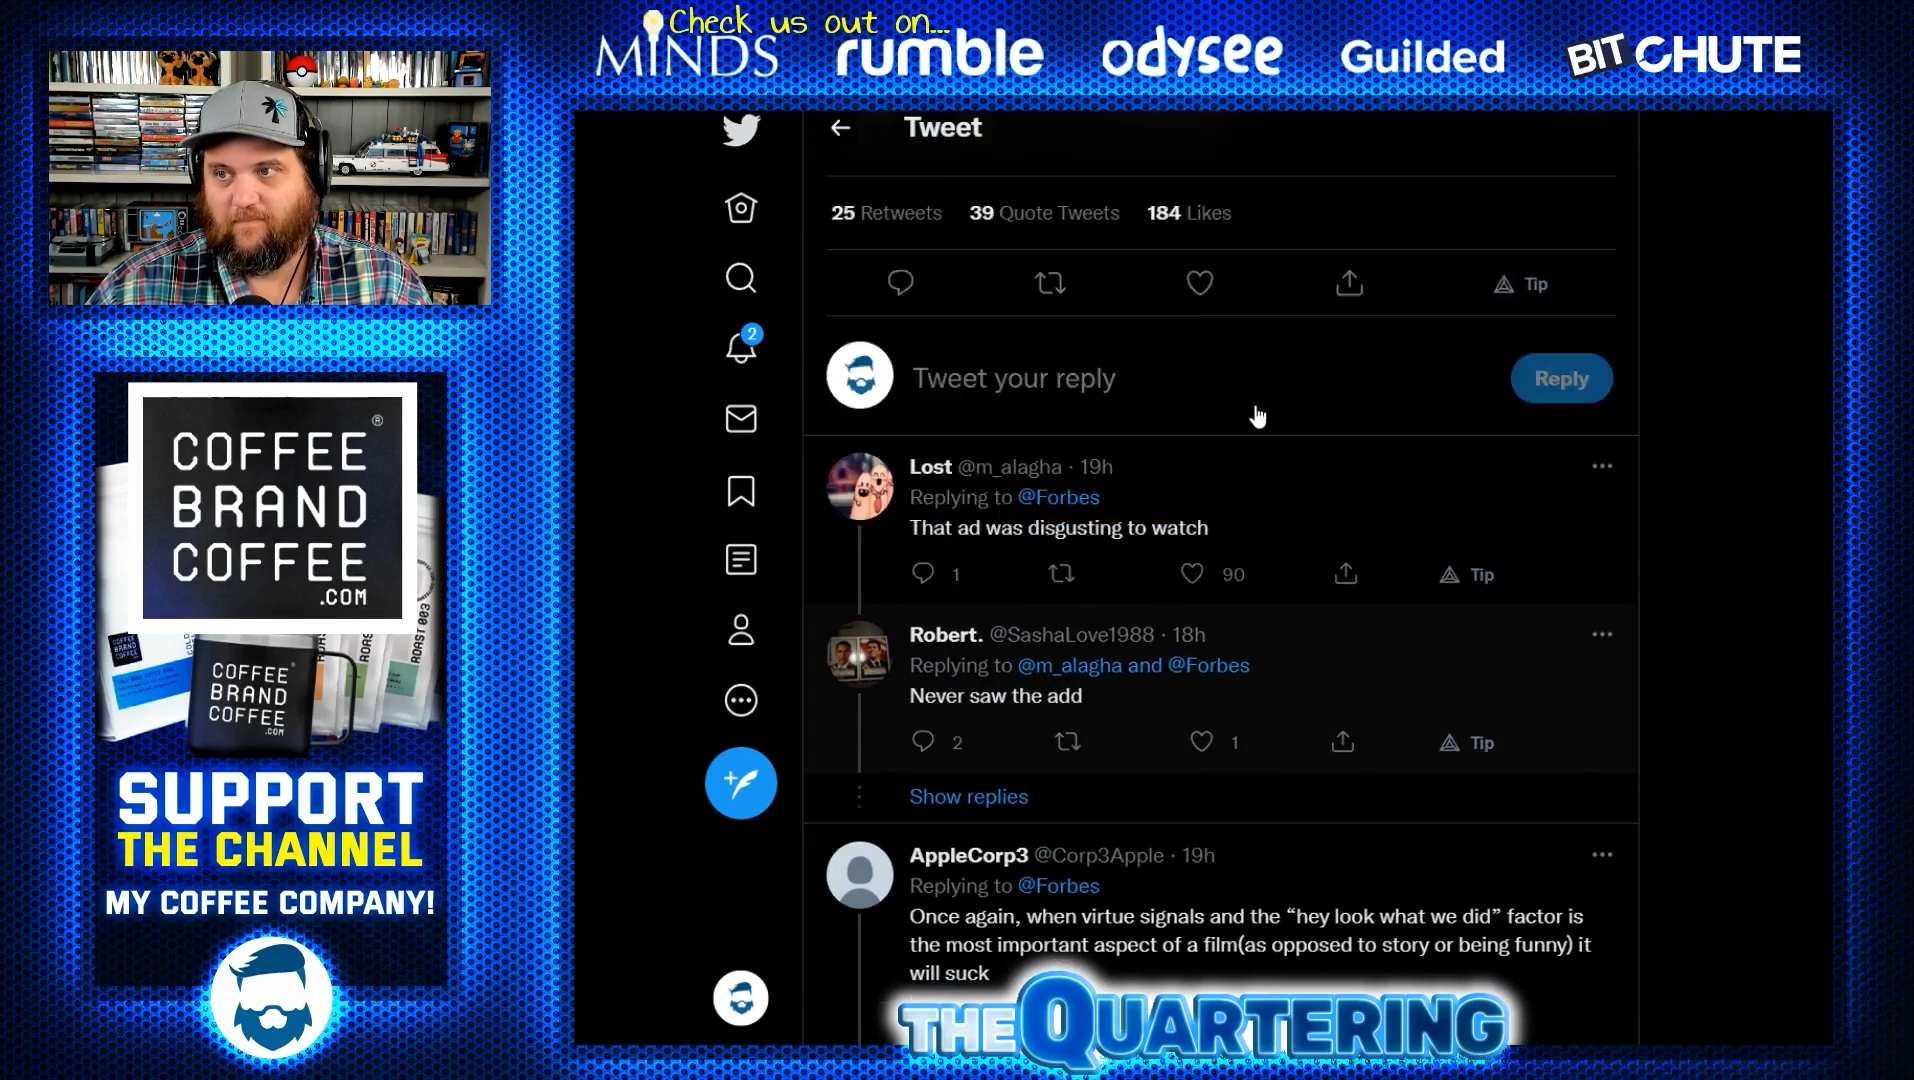 Check us out on...
MINDS rumble odysee Guilded BITCHUTE
Tweet
25 Retweets 39 Quote Tweets 184 Likes
Tip
2
Tweet your reply
Reply
Lost @m_alagha · 19h
Replying to @Forbes
That ad was disgusting to watch
1 90 Tip
Robert. @SashaLove1988 · 18h
Replying to @m_alagha and @Forbes
Never saw the add
2 1 Tip
Show replies
AppleCorp3 @Corp3Apple · 19h
Replying to @Forbes
Once again, when virtue signals and the “hey look what we did” factor is
the most important aspect of a film(as opposed to story or being funny) it
will suck
THE QUARTERING
COFFEE®
BRAND
COFFEE
.COM
ROAST 003
COFFEE®
BRAND
COFFEE
.COM
SUPPORT
THE CHANNEL
MY COFFEE COMPANY!